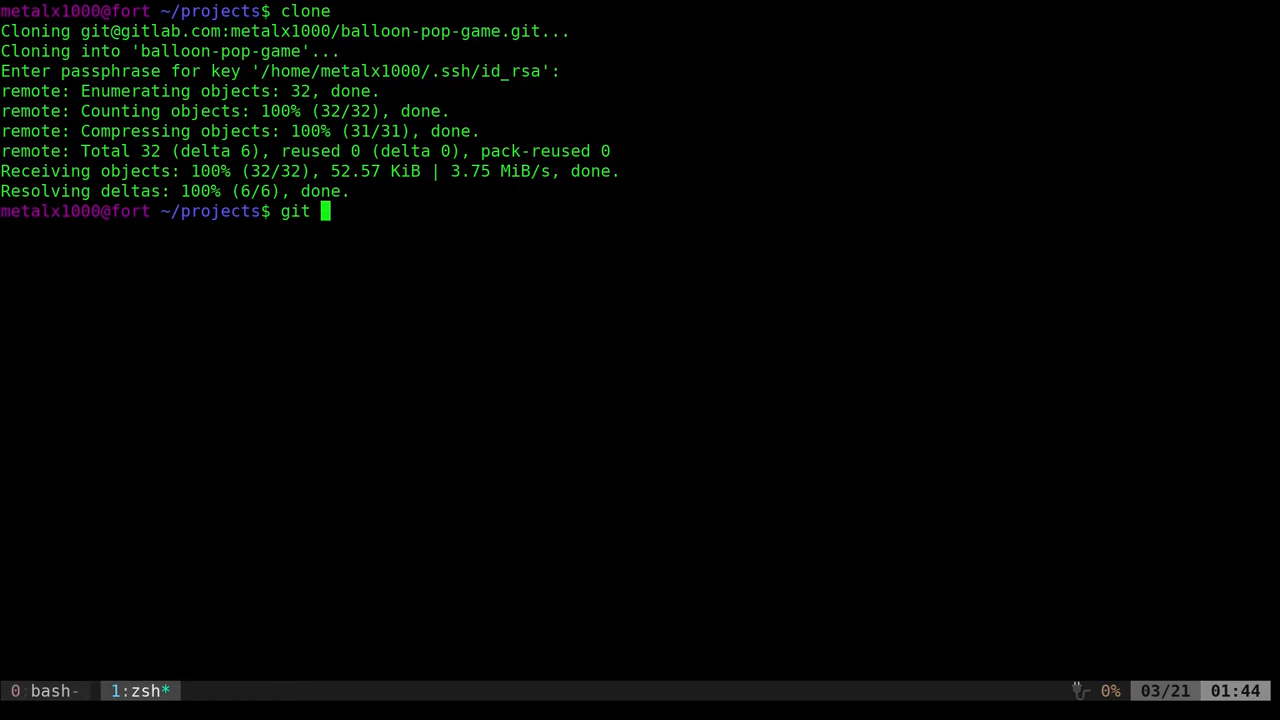 metalx1000@fort ~/projects$ clone
Cloning git@gitlab.com:metalx1000/balloon-pop-game.git...
Cloning into 'balloon-pop-game'...
Enter passphrase for key '/home/metalx1000/.ssh/id_rsa':
remote: Enumerating objects: 32, done.
remote: Counting objects: 100% (32/32), done.
remote: Compressing objects: 100% (31/31), done.
remote: Total 32 (delta 6), reused 0 (delta 0), pack-reused 0
Receiving objects: 100% (32/32), 52.57 KiB | 3.75 MiB/s, done.
Resolving deltas: 100% (6/6), done.
metalx1000@fort ~/projects$ git
0 bash- 1:zsh* 0% 03/21 01:44